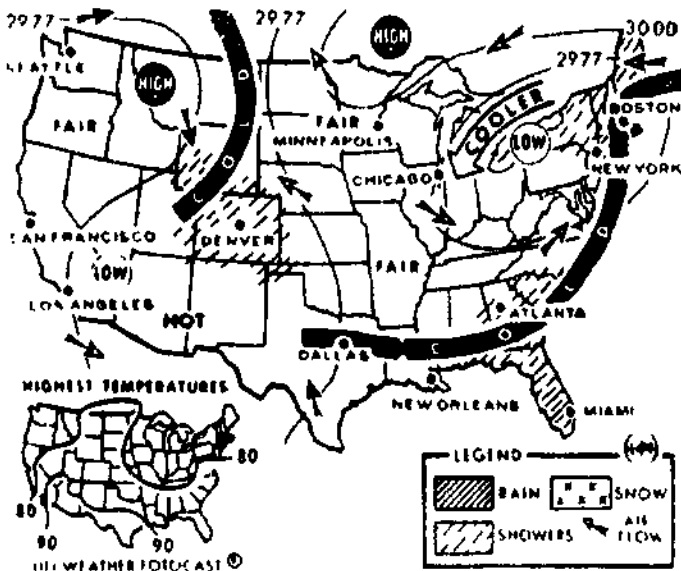 2977
2977
3000
HIGH
2977
SEATTLE
HIGH
COLD
FAIR
FAIR
MINNEAPOLIS
COOLER
LOW
BOSTON
NEW YORK
CHICAGO
SAN FRANCISCO
DENVER
LOW
FAIR
LOS ANGELES
HOT
ATLANTA
COLD
DALLAS
NEW ORLEANS
MIAMI
HIGHEST TEMPERATURES
80
80
90
90
UPI WEATHER FOTOCAST ®
LEGEND
RAIN
SNOW
SHOWERS
AIR
FLOW